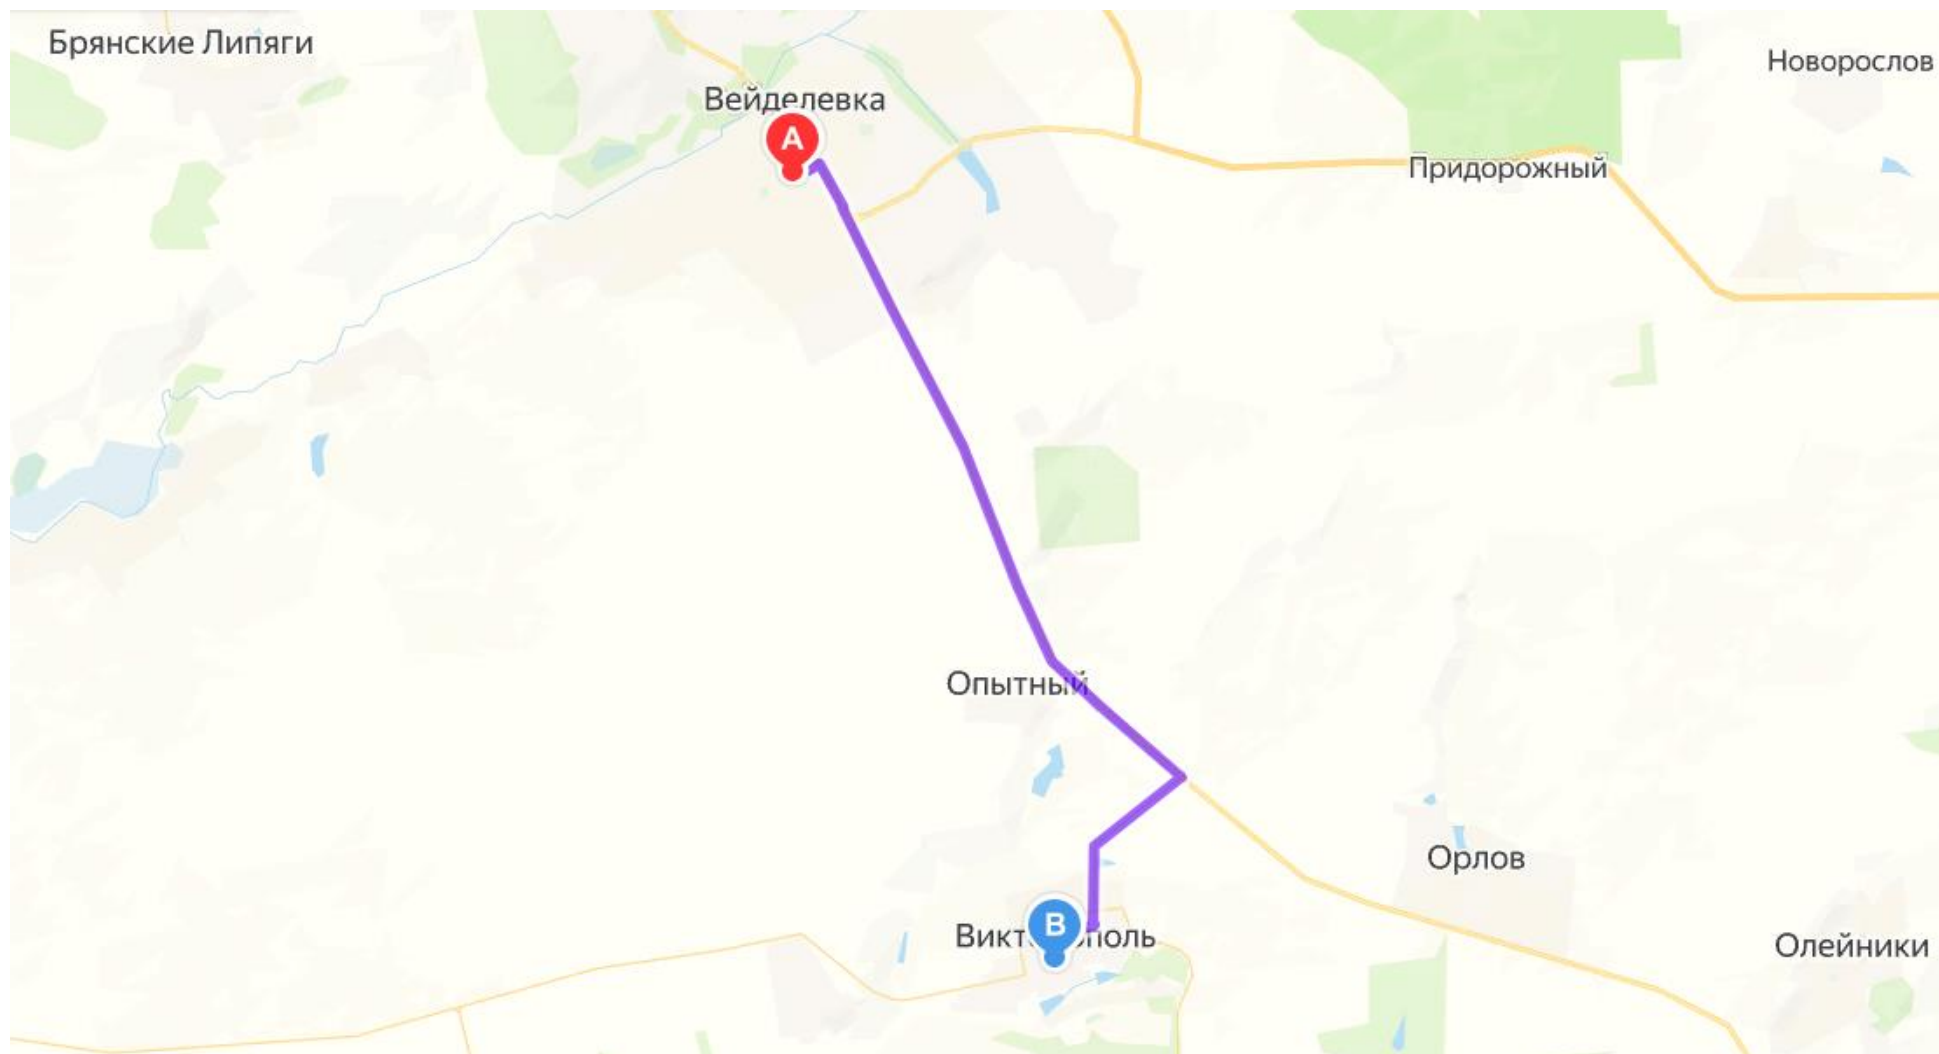 Брянские Липяги
Новорослов
Вейделевка
A
Придорожный
Опытный
Орлов
B
Олейники